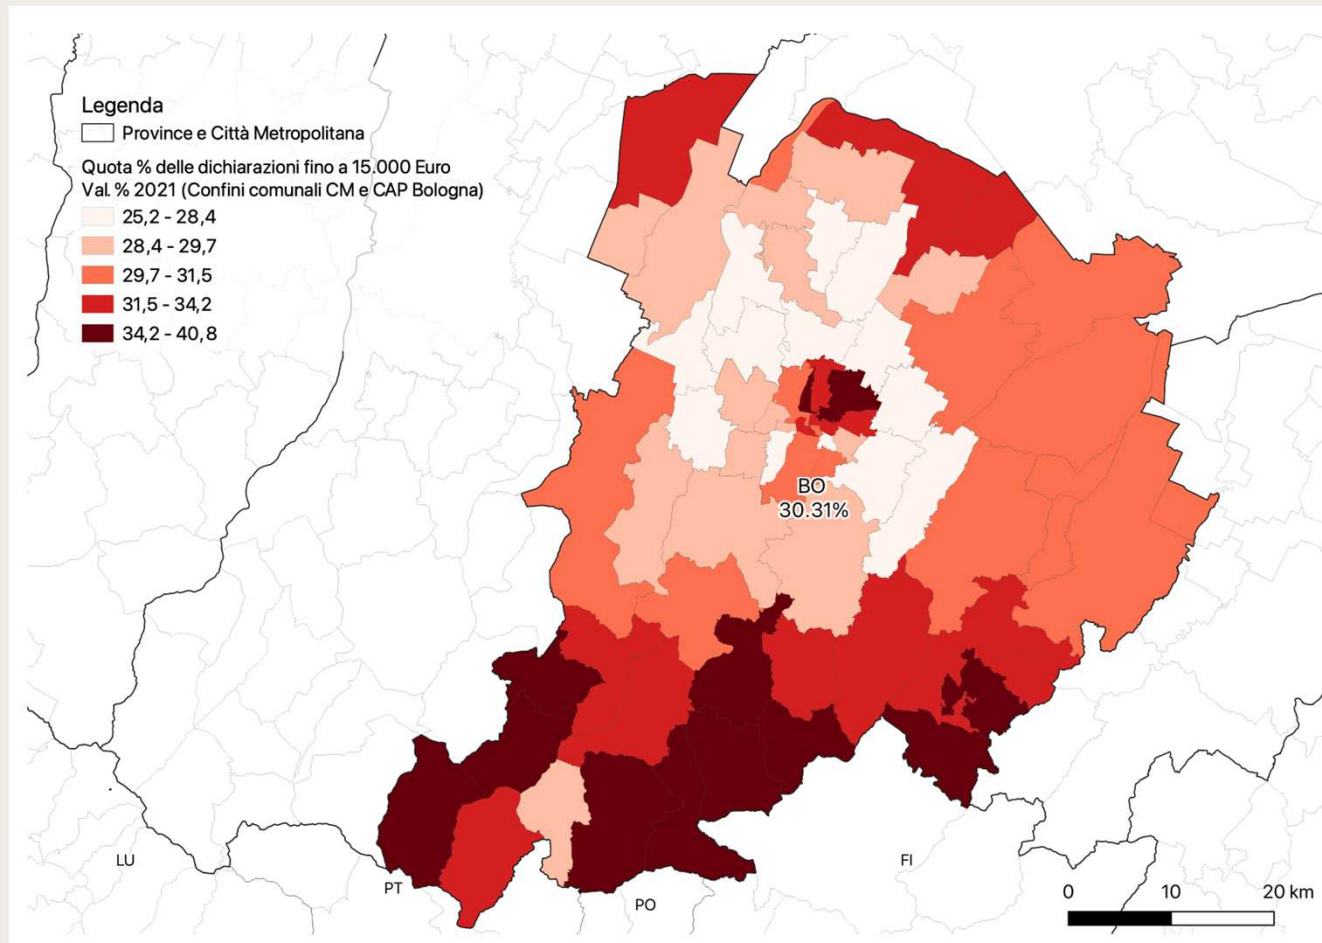 Legenda
Province e Città Metropolitana
Quota % delle dichiarazioni fino a 15.000 Euro
Val. % 2021 (Confini comunali CM e CAP Bologna)
25,2 - 28,4
28,4 - 29,7
29,7 - 31,5
31,5 - 34,2
34,2 - 40,8
BO
30.31%
LU
PT
PO
FI
0 10 20 km